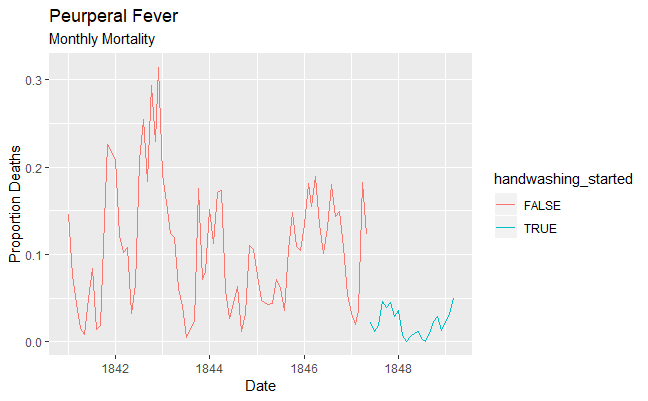 Peurperal Fever
Monthly Mortality
Proportion Deaths
0.3
0.2
0.1
0.0
1842
1844
1846
1848
Date
handwashing_started
FALSE
TRUE